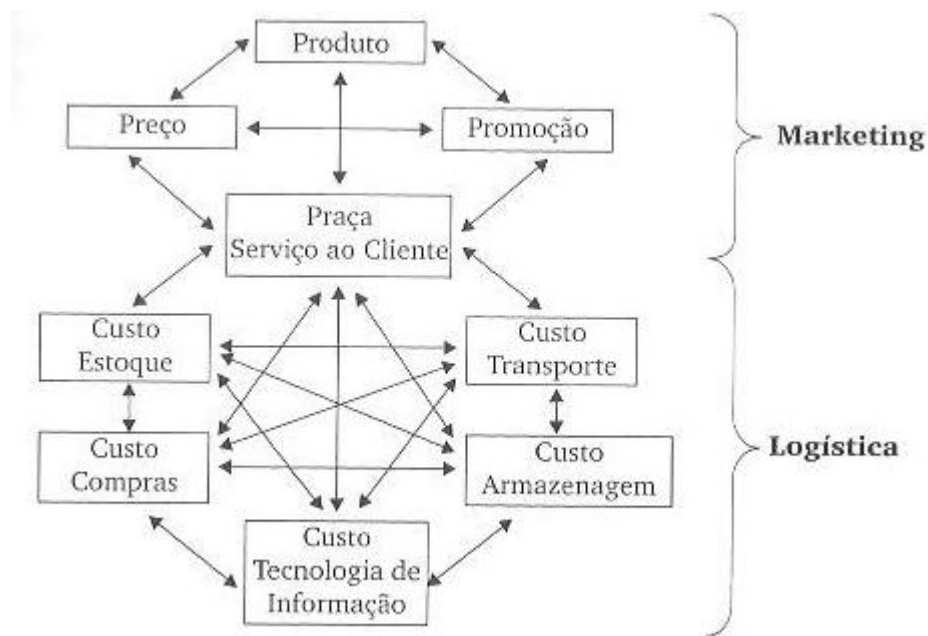 Produto
Preço
Promoção
Marketing
Praça
Serviço ao Cliente
Custo
Estoque
Custo
Transporte
Custo
Compras
Custo
Armazenagem
Logística
Custo
Tecnologia de
Informação